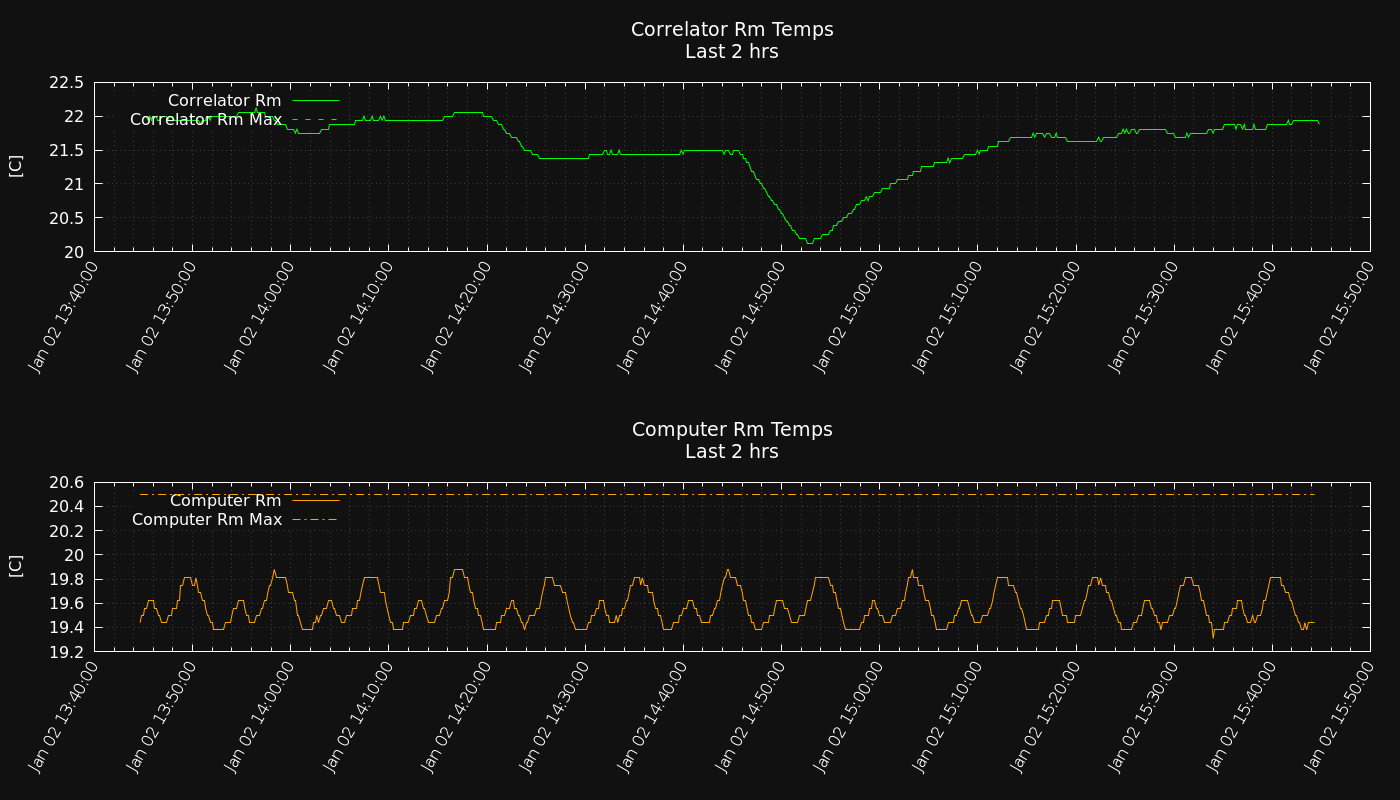 Correlator Rm Temps
Last 2 hrs
22.5
22
21.5
21
20.5
20
[C]
Correlator Rm
Correlator Rm Max
Jan 02 13:40:00
Jan 02 13:50:00
Jan 02 14:00:00
Jan 02 14:10:00
Jan 02 14:20:00
Jan 02 14:30:00
Jan 02 14:40:00
Jan 02 14:50:00
Jan 02 15:00:00
Jan 02 15:10:00
Jan 02 15:20:00
Jan 02 15:30:00
Jan 02 15:40:00
Jan 02 15:50:00
Computer Rm Temps
Last 2 hrs
20.6
20.4
20.2
20
19.8
19.6
19.4
19.2
[C]
Computer Rm
Computer Rm Max
Jan 02 13:40:00
Jan 02 13:50:00
Jan 02 14:00:00
Jan 02 14:10:00
Jan 02 14:20:00
Jan 02 14:30:00
Jan 02 14:40:00
Jan 02 14:50:00
Jan 02 15:00:00
Jan 02 15:10:00
Jan 02 15:20:00
Jan 02 15:30:00
Jan 02 15:40:00
Jan 02 15:50:00